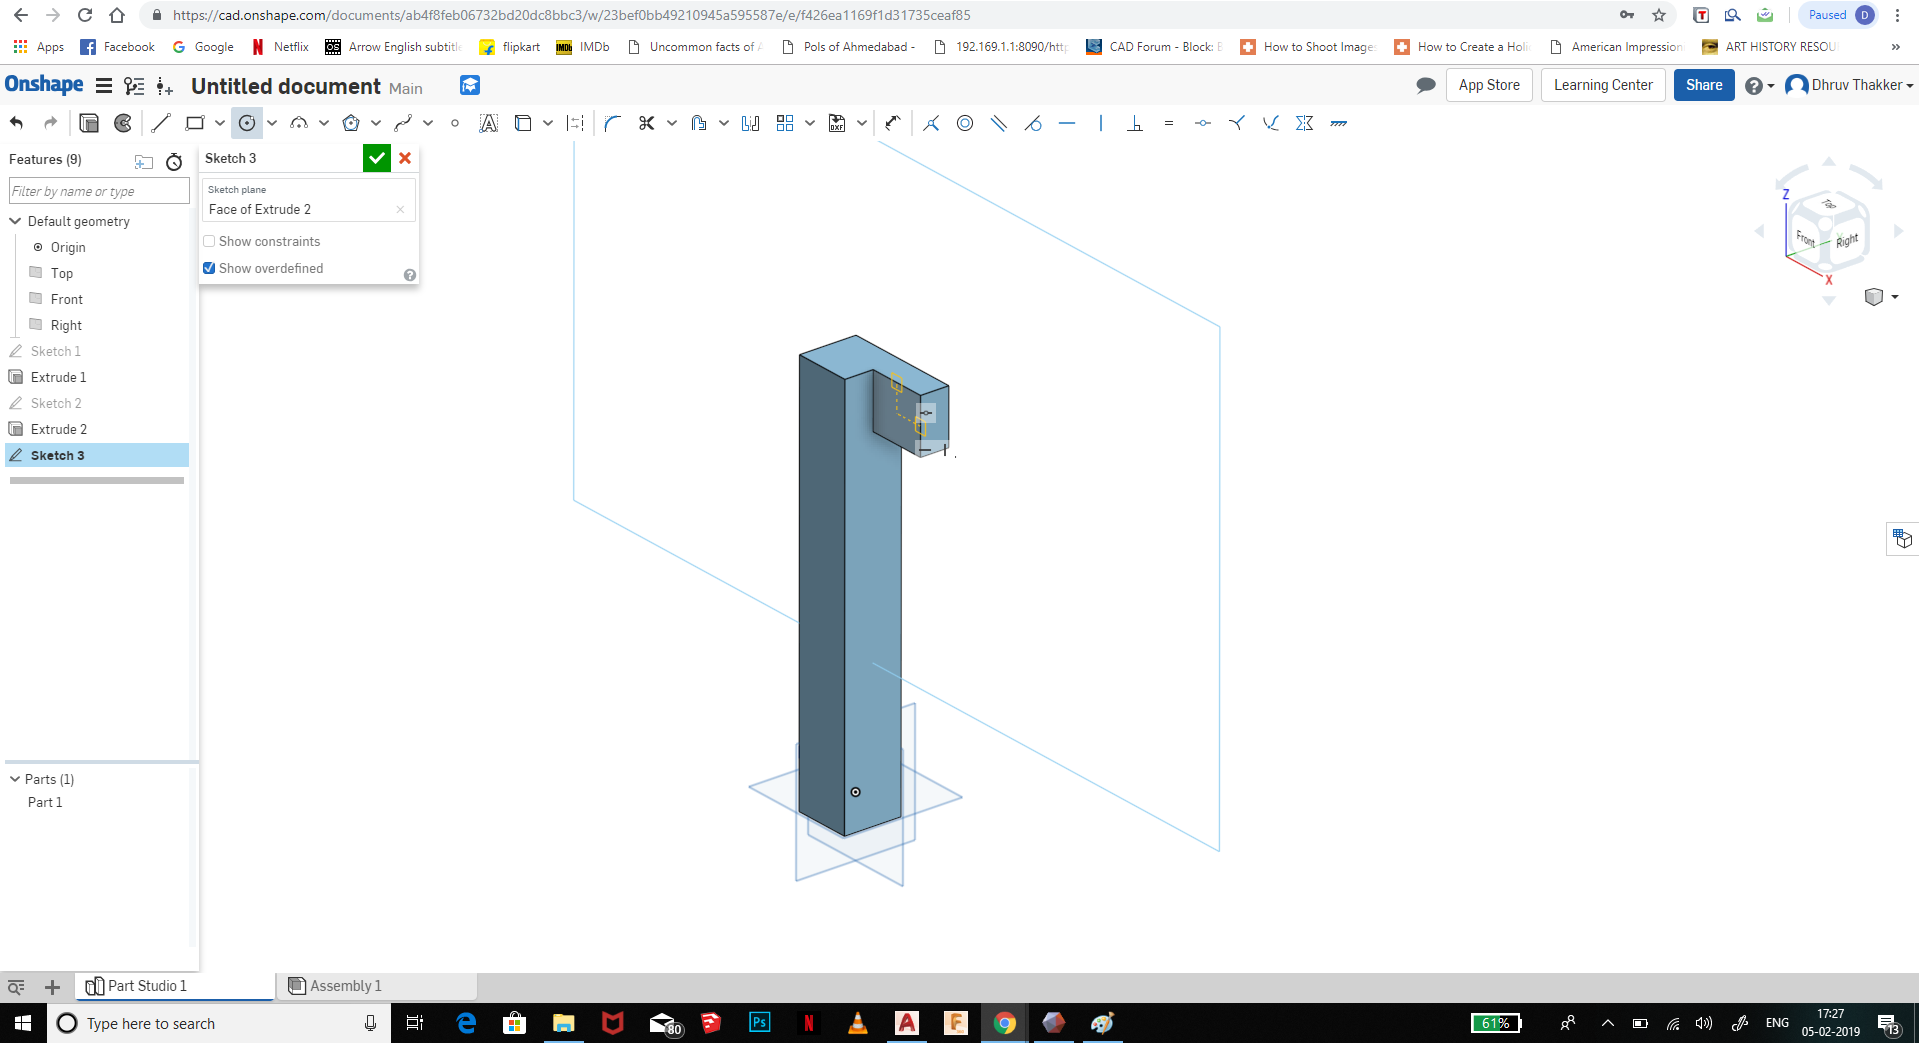 https://cad.onshape.com/documents/ab4f8feb06732bd20dc8bbc3/w/23bef0bb49210945a595587e/e/f426ea1169f1d31735ceaf85
Paused D
Apps Facebook Google Netflix OS Arrow English subtitl flipkart IMDb IMDb Uncommon facts of A Pols of Ahmedabad - 192.169.1.1:8090/htt CAD Forum - Block: E How to Shoot Image How to Create a Holi American Impression ART HISTORY RESOU »
Onshape Untitled document Main App Store Learning Center Share Dhruv Thakker
DXF
Features (9)
Filter by name or type
Default geometry
Origin
Top
Front
Right
Sketch 1
Extrude 1
Sketch 2
Extrude 2
Sketch 3
Sketch 3
Sketch plane
Face of Extrude 2
Show constraints
Show overdefined
Z
Top
Front Right
X
Parts (1)
Part 1
Part Studio 1 Assembly 1
Type here to search
80
Ps
61%
ENG
17:27
05-02-2019
13